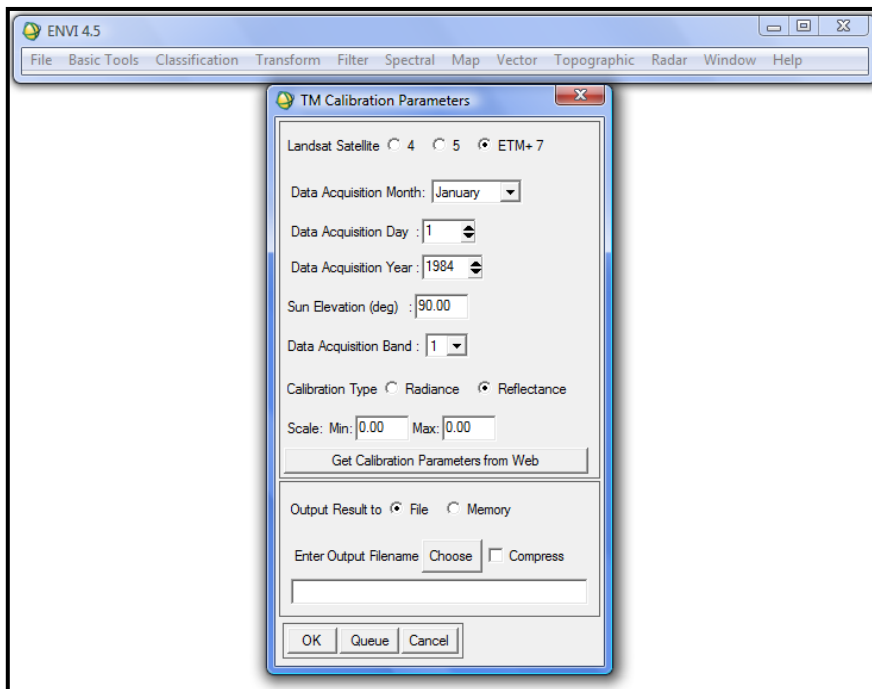 ENVI 4.5
File Basic Tools Classification Transform Filter Spectral Map Vector Topographic Radar Window Help
TM Calibration Parameters
Landsat Satellite 4 5 ETM+ 7
Data Acquisition Month: January
Data Acquisition Day : 1
Data Acquisition Year : 1984
Sun Elevation (deg) : 90.00
Data Acquisition Band : 1
Calibration Type Radiance Reflectance
Scale: Min: 0.00 Max: 0.00
Get Calibration Parameters from Web
Output Result to File Memory
Enter Output Filename Choose Compress
OK Queue Cancel